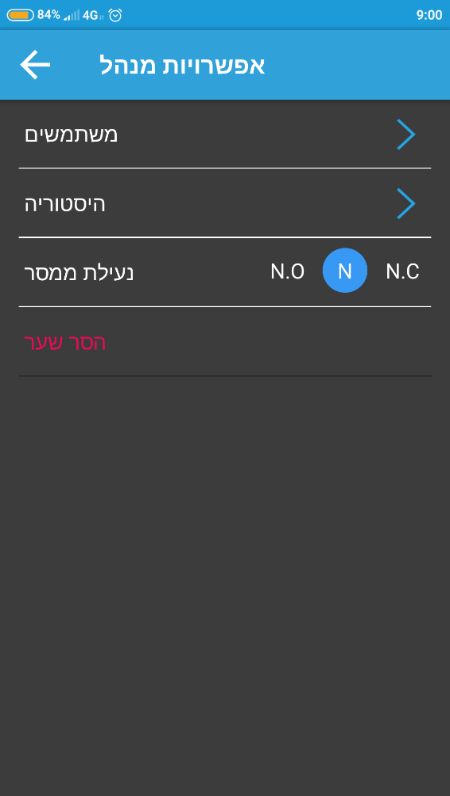 84% 4G 9:00
אפשרויות מנהל
משתמשים
היסטוריה
נעילת ממסר N.O N N.C
הסר שער